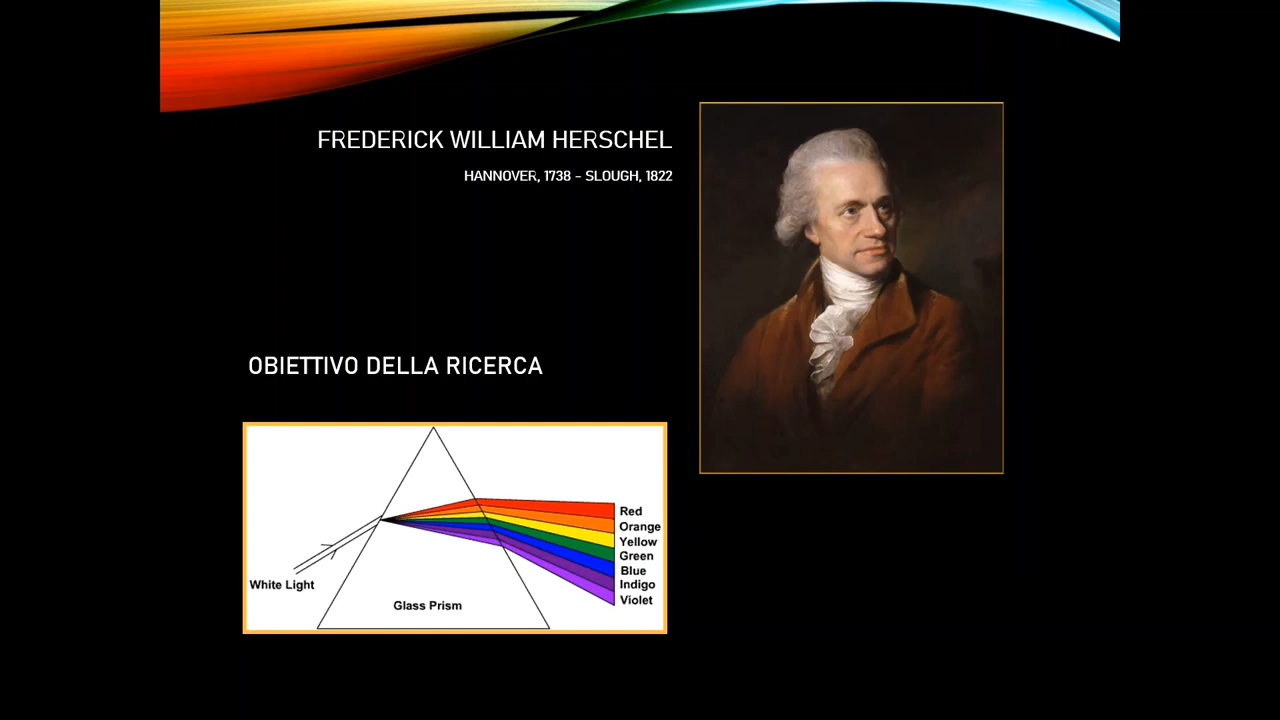 FREDERICK WILLIAM HERSCHEL
HANNOVER, 1738 – SLOUGH, 1822
OBIETTIVO DELLA RICERCA
Red
Orange
Yellow
Green
Blue
Indigo
Violet
White Light
Glass Prism